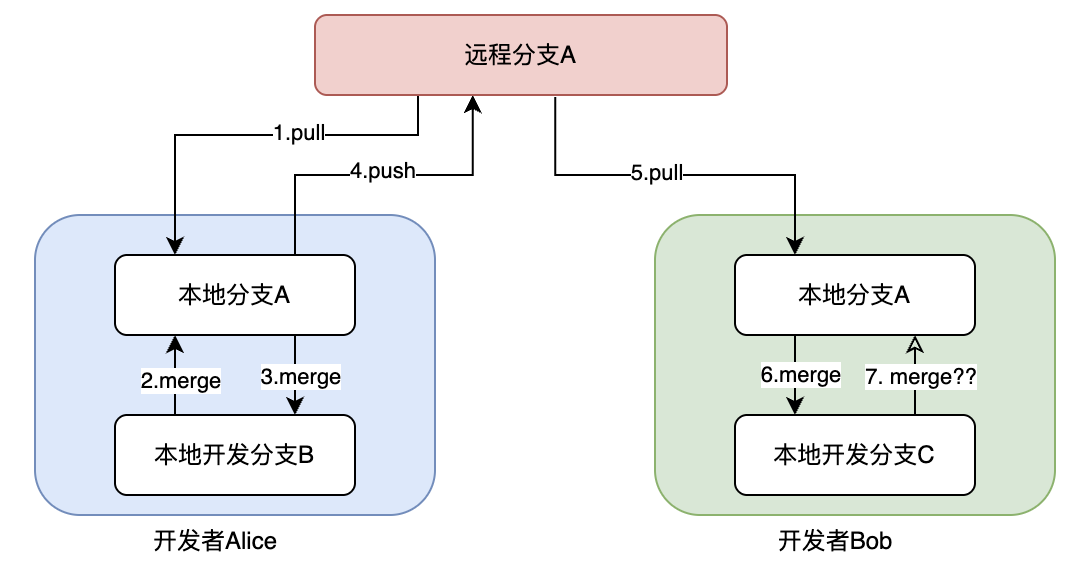 远程分支A
1.pull
4.push
5.pull
本地分支A
本地分支A
2.merge
3.merge
6.merge
7. merge??
本地开发分支B
本地开发分支C
开发者Alice
开发者Bob